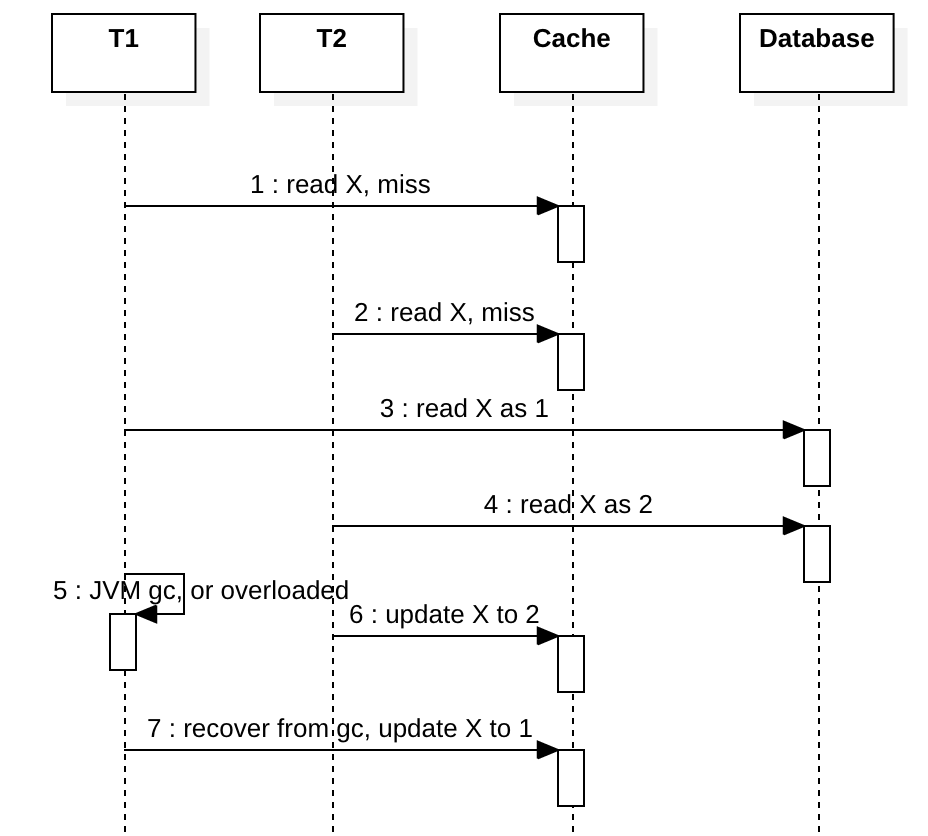 T1
T2
Cache
Database
1 : read X, miss
2 : read X, miss
3 : read X as 1
4 : read X as 2
5 : JVM gc, or overloaded
6 : update X to 2
7 : recover from gc, update X to 1